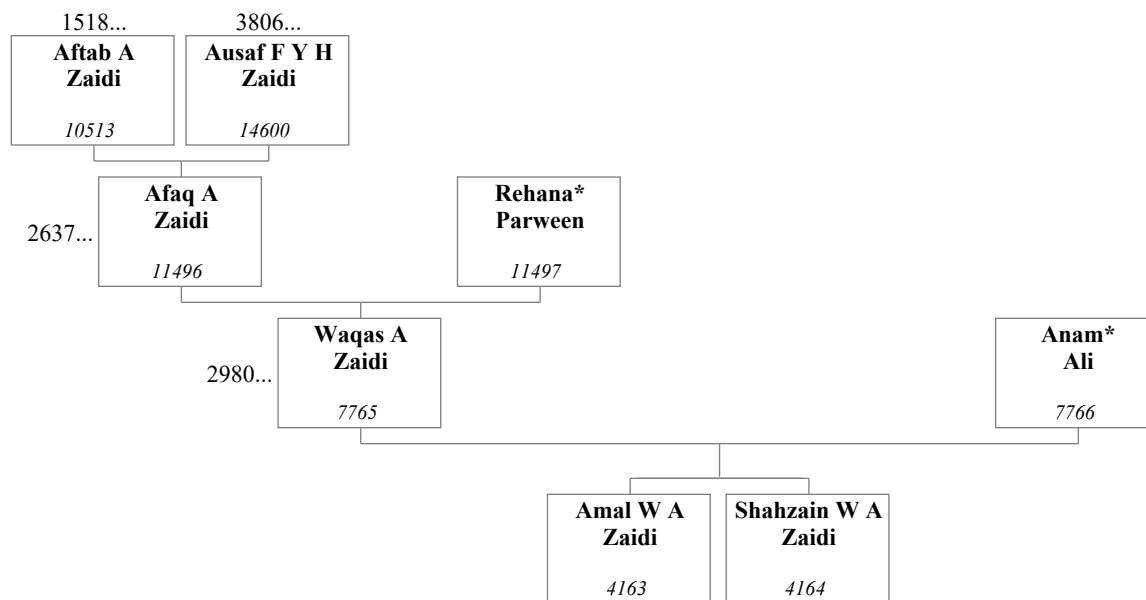 1518...
3806...
Aftab A
Zaidi
10513
Ausaf F Y H
Zaidi
14600
2637...
Afaq A
Zaidi
11496
Rehana*
Parween
11497
2980...
Waqas A
Zaidi
7765
Anam*
Ali
7766
Amal W A
Zaidi
4163
Shahzain W A
Zaidi
4164